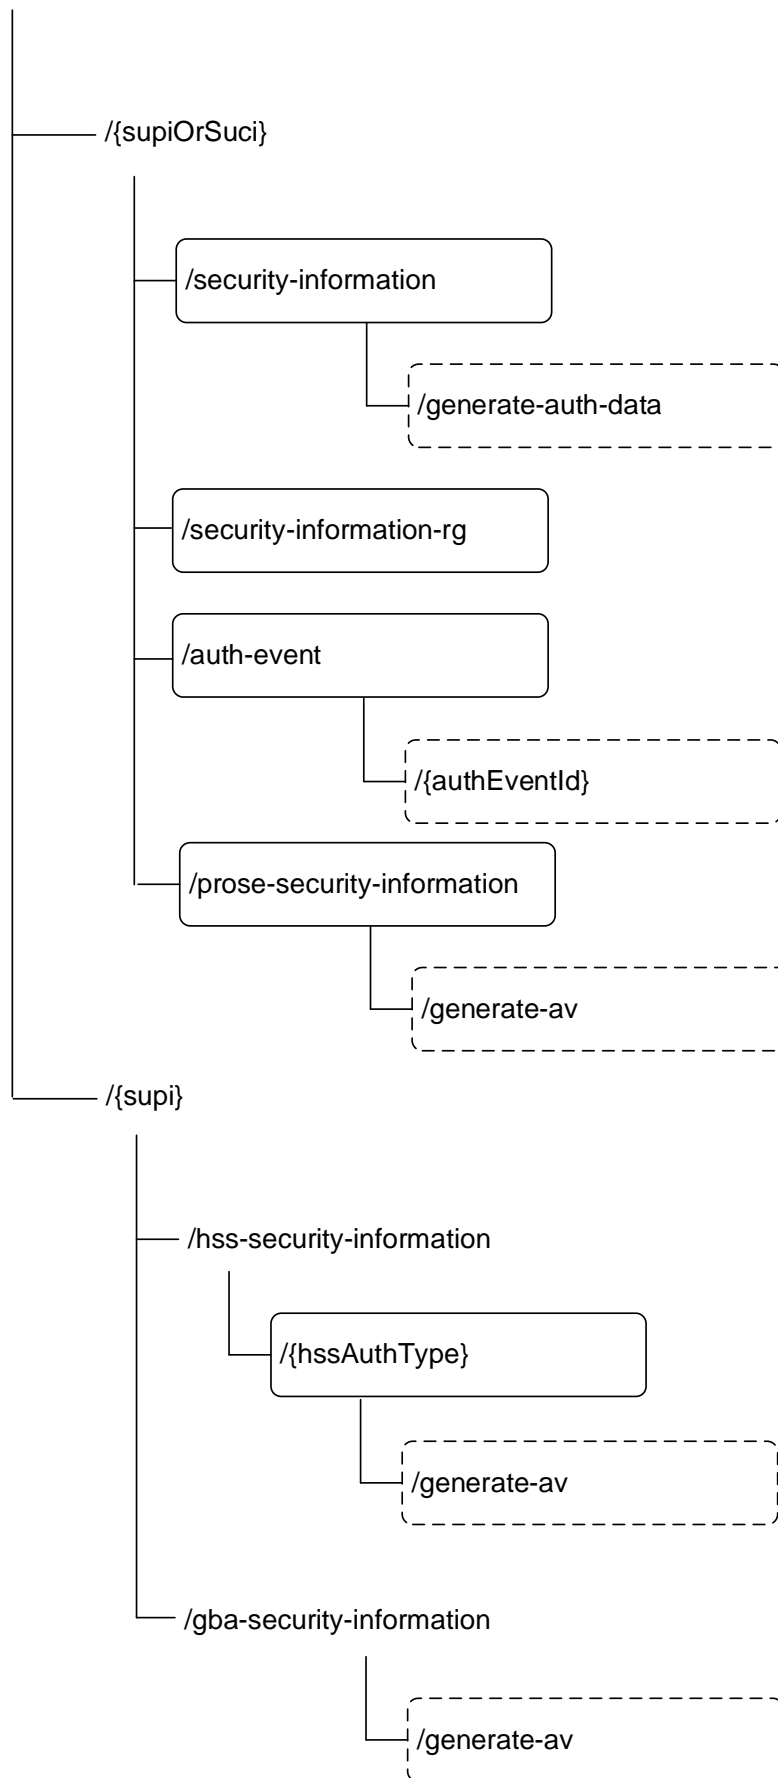 /{supiOrSuci}
/security-information
/generate-auth-data
/security-information-rg
/auth-event
/{authEventId}
/prose-security-information
/generate-av
/{supi}
/hss-security-information
/{hssAuthType}
/generate-av
/gba-security-information
/generate-av